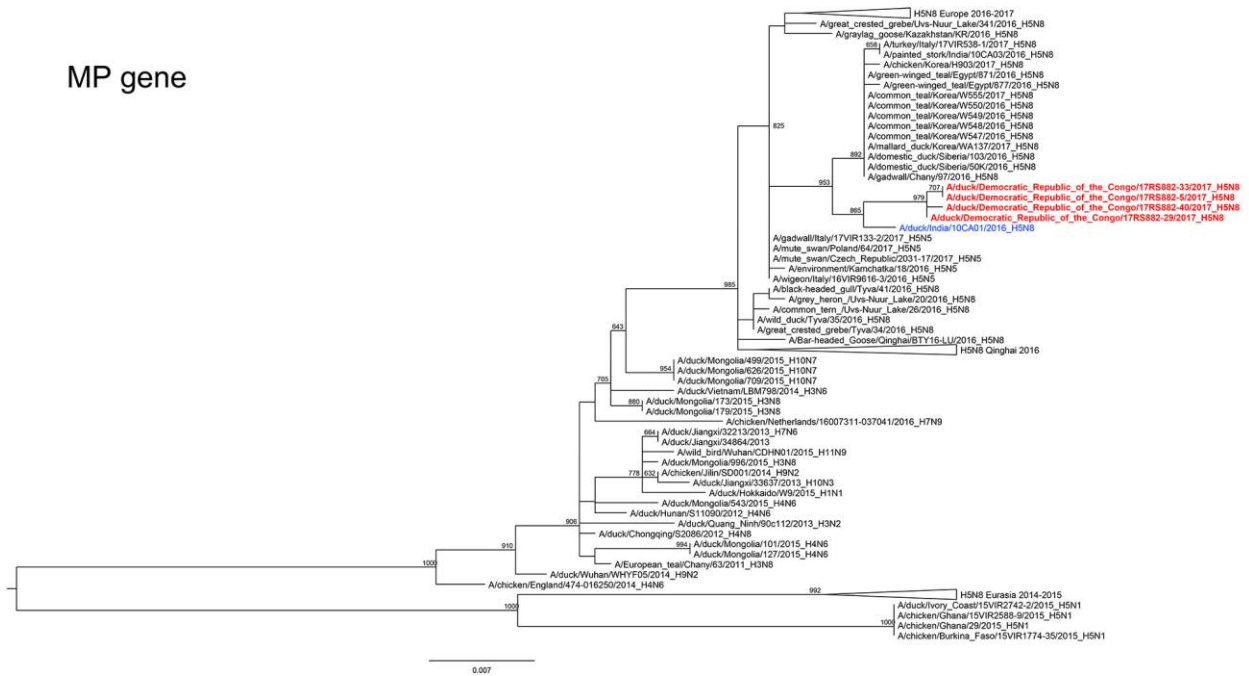 MP gene
H5N8 Europe 2016-2017
A/great_crested_grebe/Uvs-Nuur_Lake/341/2016_H5N8
A/graylag_goose/Kazakhstan/KR/2016_H5N8
858
A/turkey/Italy/17VIR538-1/2017_H5N8
A/painted_stork/India/10CA03/2016_H5N8
A/chicken/Korea/H903/2017_H5N8
A/green-winged_teal/Egypt/871/2016_H5N8
A/green-winged_teal/Egypt/877/2016_H5N8
A/common_teal/Korea/W555/2017_H5N8
A/common_teal/Korea/W550/2016_H5N8
A/common_teal/Korea/W549/2016_H5N8
825
A/common_teal/Korea/W548/2016_H5N8
A/common_teal/Korea/W547/2016_H5N8
A/mallard_duck/Korea/WA137/2017_H5N8
892
A/domestic_duck/Siberia/103/2016_H5N8
A/domestic_duck/Siberia/50K/2016_H5N8
A/gadwall/Chany/97/2016_H5N8
953
707
A/duck/Democratic_Republic_of_the_Congo/17RS882-33/2017_H5N8
A/duck/Democratic_Republic_of_the_Congo/17RS882-5/2017_H5N8
979
A/duck/Democratic_Republic_of_the_Congo/17RS882-40/2017_H5N8
865
A/duck/Democratic_Republic_of_the_Congo/17RS882-29/2017_H5N8
A/duck/India/10CA01/2016_H5N8
A/gadwall/Italy/17VIR133-2/2017_H5N5
A/mute_swan/Poland/64/2017_H5N5
A/mute_swan/Czech_Republic/2031-17/2017_H5N5
A/environment/Kamchatka/18/2016_H5N5
A/wigeon/Italy/16VIR9616-3/2016_H5N5
985
A/black-headed_gull/Tyva/41/2016_H5N8
A/grey_heron_/Uvs-Nuur_Lake/20/2016_H5N8
A/common_tern_/Uvs-Nuur_Lake/26/2016_H5N8
A/wild_duck/Tyva/35/2016_H5N8
A/great_crested_grebe/Tyva/34/2016_H5N8
643
A/Bar-headed_Goose/Qinghai/BTY16-LU/2016_H5N8
H5N8 Qinghai 2016
A/duck/Mongolia/499/2015_H10N7
954
A/duck/Mongolia/626/2015_H10N7
A/duck/Mongolia/709/2015_H10N7
705
A/duck/Vietnam/LBM798/2014_H3N6
880
A/duck/Mongolia/173/2015_H3N8
A/duck/Mongolia/179/2015_H3N8
A/chicken/Netherlands/16007311-037041/2016_H7N9
664
A/duck/Jiangxi/32213/2013_H7N6
A/duck/Jiangxi/34864/2013
A/wild_bird/Wuhan/CDHN01/2015_H11N9
A/duck/Mongolia/996/2015_H3N8
778 632
A/chicken/Jilin/SD001/2014_H9N2
A/duck/Jiangxi/33637/2013_H10N3
A/duck/Hokkaido/W9/2015_H1N1
A/duck/Mongolia/543/2015_H4N6
A/duck/Hunan/S11090/2012_H4N6
906
A/duck/Quang_Ninh/90c112/2013_H3N2
A/duck/Chongqing/S2086/2012_H4N8
910
994
A/duck/Mongolia/101/2015_H4N6
A/duck/Mongolia/127/2015_H4N6
1000
A/European_teal/Chany/63/2011_H3N8
A/duck/Wuhan/WHYF05/2014_H9N2
A/chicken/England/474-016250/2014_H4N6
992
H5N8 Eurasia 2014-2015
1000
A/duck/Ivory_Coast/15VIR2742-2/2015_H5N1
A/chicken/Ghana/15VIR2588-9/2015_H5N1
1000
A/chicken/Ghana/29/2015_H5N1
A/chicken/Burkina_Faso/15VIR1774-35/2015_H5N1
0.007